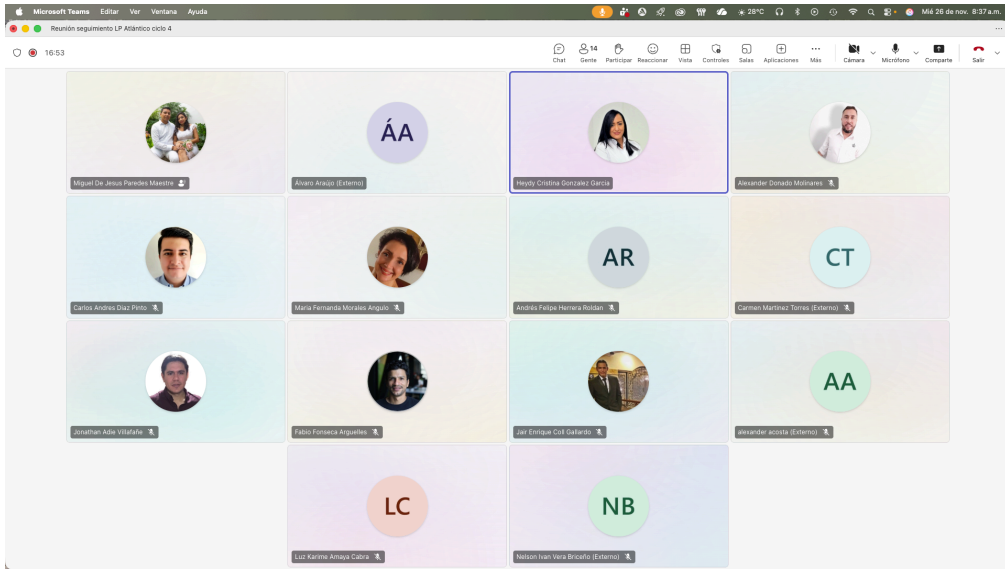 Microsoft Teams Editar Ver Ventana Ayuda 28°C Mié 26 de nov. 8:37 a.m.
Reunión seguimiento LP Atlántico ciclo 4
16:53
14
Chat Gente Participar Reaccionar Vista Controles Salas Aplicaciones Más Cámara Micrófono Comparte Salir
ÁA
Miguel De Jesus Paredes Maestre Alvaro Araújo (Externo) Heydy Cristina Gonzalez Garcia Alexander Donado Molinares
AR CT
Carlos Andres Diaz Pinto Maria Fernanda Morales Angulo Andrés Felipe Herrera Roldan Carmen Martinez Torres (Externo)
AA
Jonathan Adie Villafañe Fabio Fonseca Arguelles Jair Enrique Coll Gallardo alexander acosta (Externo)
LC NB
Luz Karime Amaya Cabra Nelson Ivan Vera Briceño (Externo)